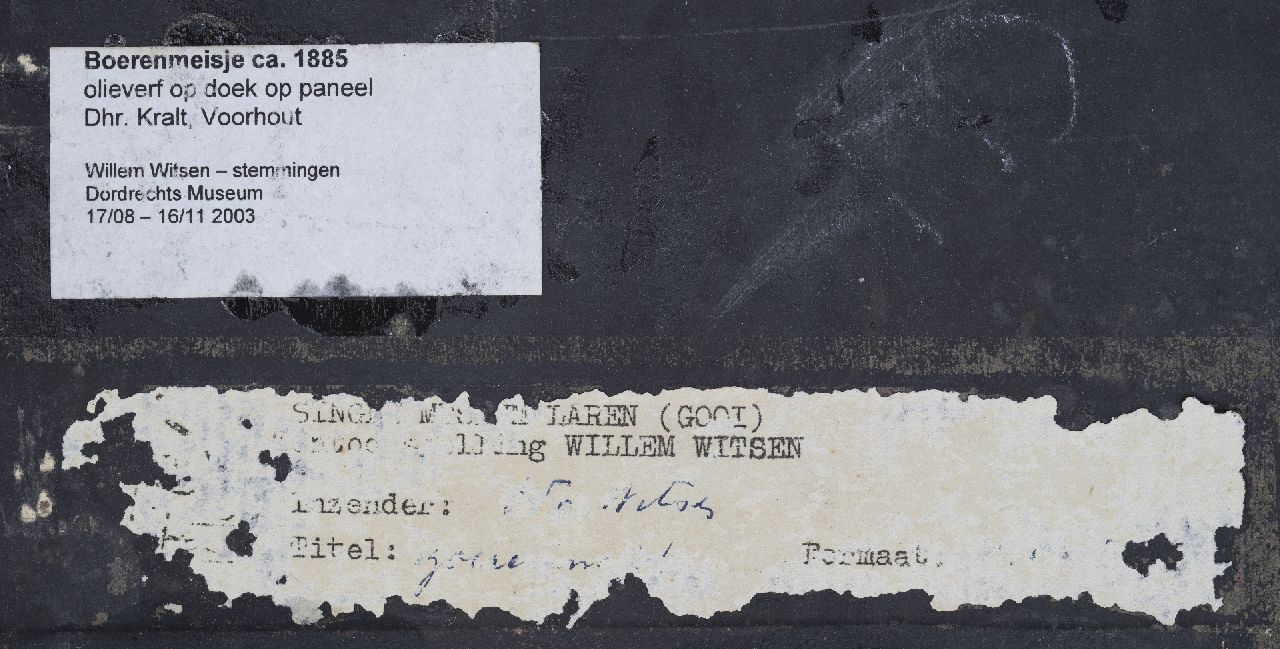 Boerenmeisje ca. 1885
olieverf op doek op paneel
Dhr. Kralt, Voorhout
Willem Witsen – stemmingen
Dordrechts Museum
17/08 – 16/11 2003
LAREN (GOOI)
WILLEM WITSEN
Inzender: Witsen
Titel:
Formaat